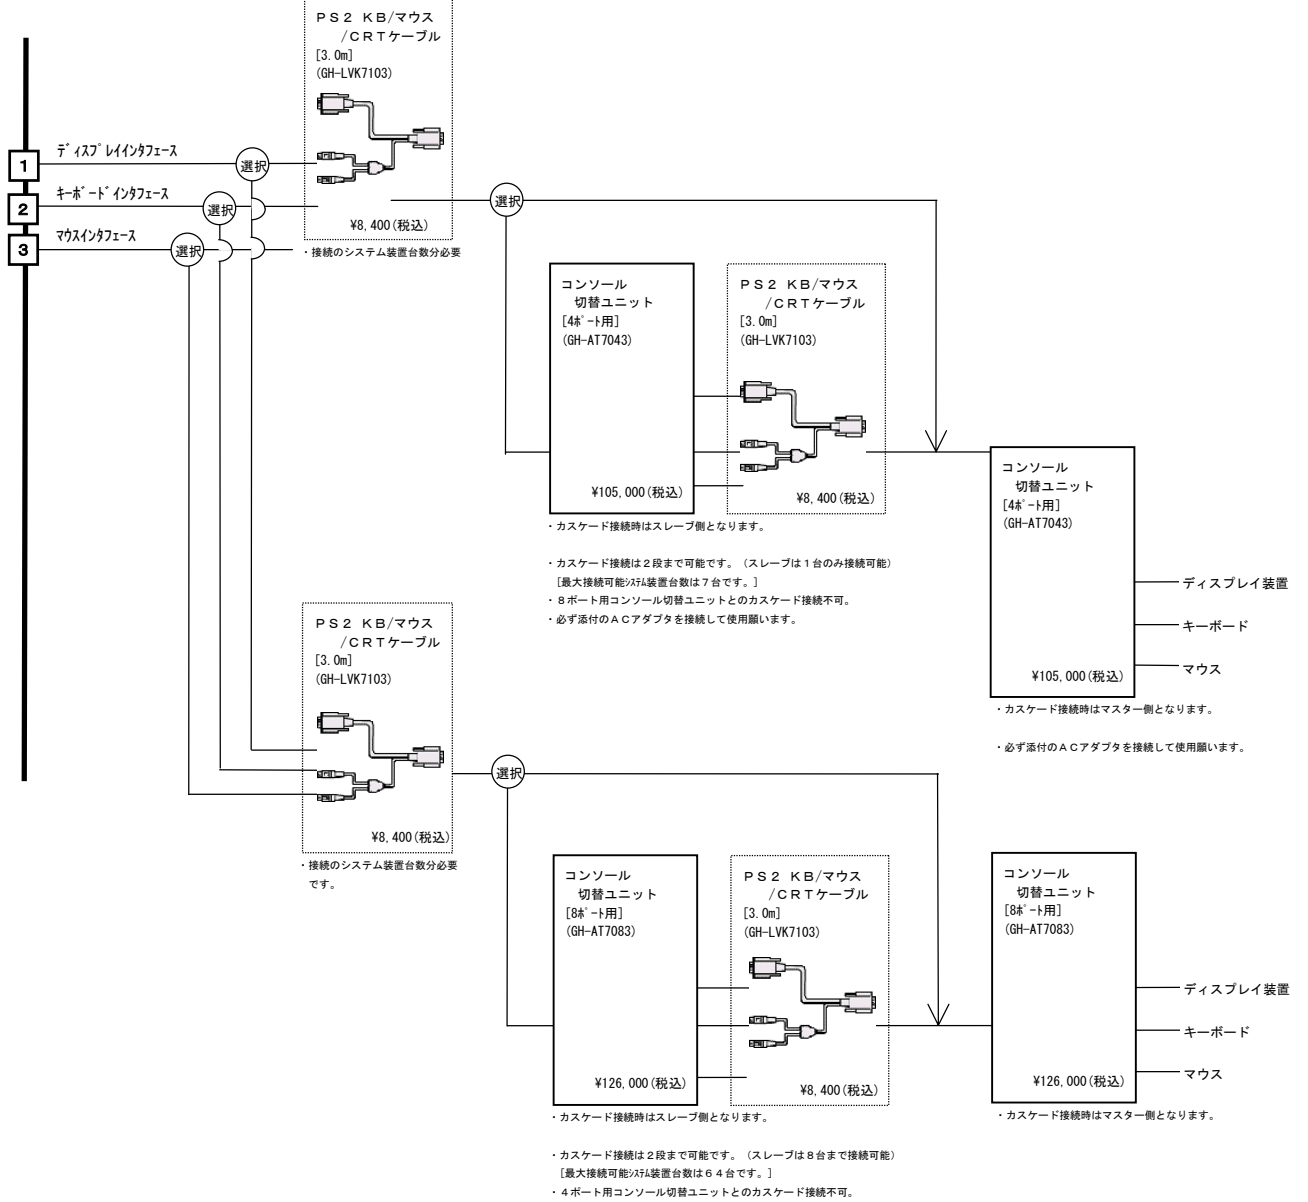 ＰＳ２ ＫＢ/マウス
/ＣＲＴケーブル
[3.0m]
(GH-LVK7103)
¥8,400(税込)
・接続のシステム装置台数分必要
1
ﾃﾞｨｽﾌﾟﾚｲｲﾝﾀﾌｪｰｽ
選択
2
ｷｰﾎﾞｰﾄﾞｲﾝﾀﾌｪｰｽ
選択
3
ﾏｳｽｲﾝﾀﾌｪｰｽ
選択
選択
コンソール
切替ユニット
[4ﾎﾟｰﾄ用]
(GH-AT7043)
¥105,000(税込)
・カスケード接続時はスレーブ側となります。
・カスケード接続は２段まで可能です。（スレーブは１台のみ接続可能）
[最大接続可能ｼｽﾃﾑ装置台数は７台です。]
・８ポート用コンソール切替ユニットとのカスケード接続不可。
・必ず添付のＡＣアダプタを接続して使用願います。
ＰＳ２ ＫＢ/マウス
/ＣＲＴケーブル
[3.0m]
(GH-LVK7103)
¥8,400(税込)
コンソール
切替ユニット
[4ﾎﾟｰﾄ用]
(GH-AT7043)
¥105,000(税込)
ディスプレイ装置
キーボード
マウス
・カスケード接続時はマスター側となります。
・必ず添付のＡＣアダプタを接続して使用願います。
ＰＳ２ ＫＢ/マウス
/ＣＲＴケーブル
[3.0m]
(GH-LVK7103)
¥8,400(税込)
・接続のシステム装置台数分必要
です。
選択
コンソール
切替ユニット
[8ﾎﾟｰﾄ用]
(GH-AT7083)
¥126,000(税込)
・カスケード接続時はスレーブ側となります。
・カスケード接続は２段まで可能です。（スレーブは８台まで接続可能）
[最大接続可能ｼｽﾃﾑ装置台数は６４台です。]
・４ポート用コンソール切替ユニットとのカスケード接続不可。
ＰＳ２ ＫＢ/マウス
/ＣＲＴケーブル
[3.0m]
(GH-LVK7103)
¥8,400(税込)
コンソール
切替ユニット
[8ﾎﾟｰﾄ用]
(GH-AT7083)
¥126,000(税込)
ディスプレイ装置
キーボード
マウス
・カスケード接続時はマスター側となります。